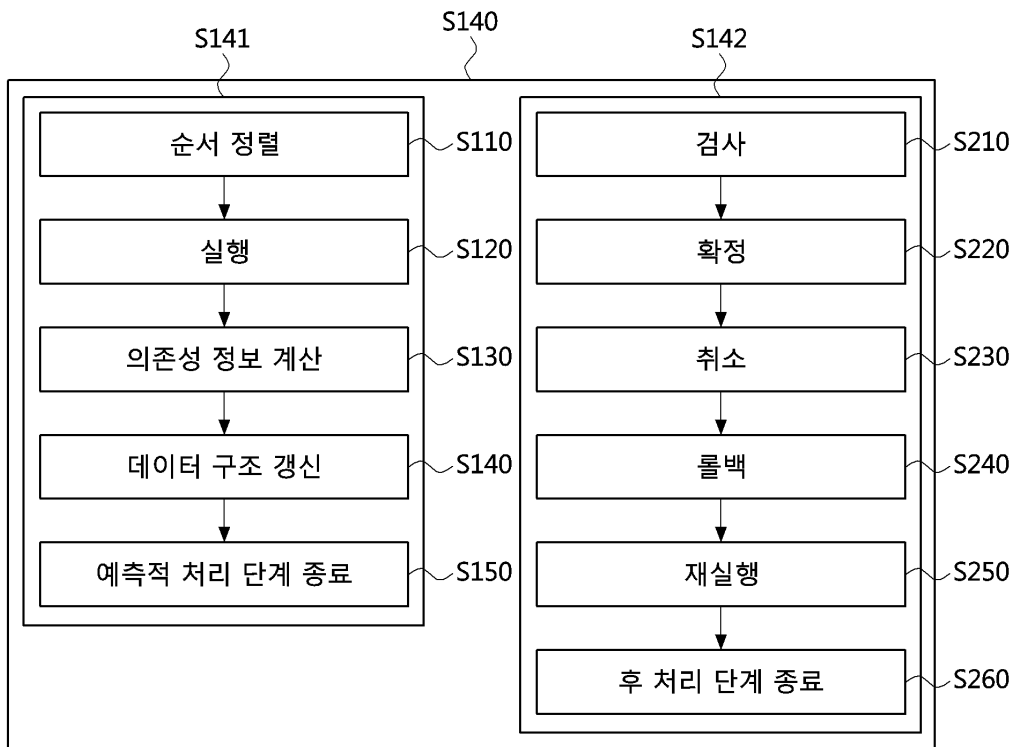 S140
S141
S142
순서 정렬
S110
실행
S120
의존성 정보 계산
S130
데이터 구조 갱신
S140
예측적 처리 단계 종료
S150
검사
S210
확정
S220
취소
S230
롤백
S240
재실행
S250
후 처리 단계 종료
S260